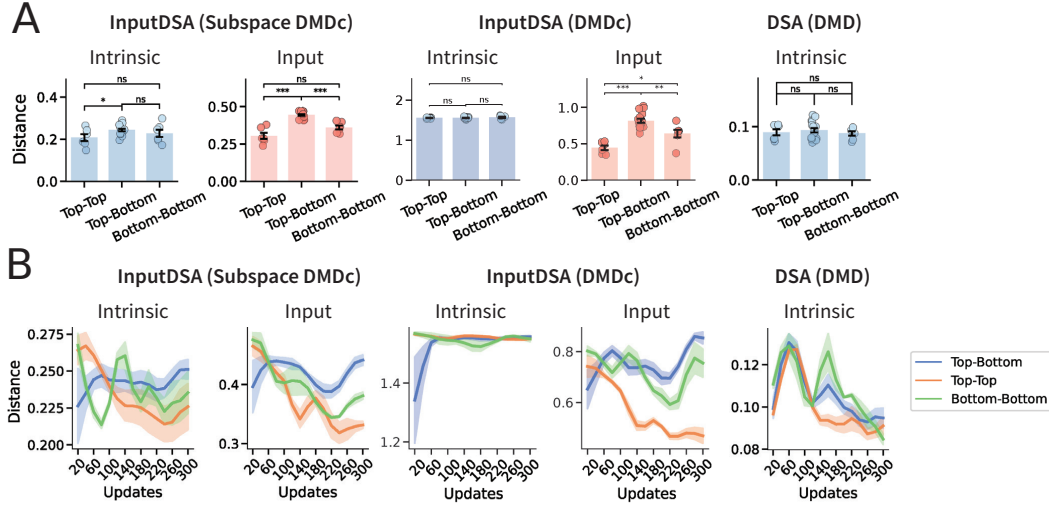 A
InputDSA (Subspace DMDc)
InputDSA (DMDc)
DSA (DMD)
Intrinsic
Input
Intrinsic
Input
Intrinsic
Distance
0.4
0.2
0.0
ns
*
ns
Top-Top
Top-Bottom
Bottom-Bottom
0.50
0.25
0.0
ns
***
***
Top-Top
Top-Bottom
Bottom-Bottom
2
1
0
ns
ns
ns
Top-Top
Top-Bottom
Bottom-Bottom
1.0
0.5
0.0
*
***
**
Top-Top
Top-Bottom
Bottom-Bottom
0.1
0.0
ns
ns
ns
Top-Top
Top-Bottom
Bottom-Bottom
B
InputDSA (Subspace DMDc)
InputDSA (DMDc)
DSA (DMD)
Intrinsic
Input
Intrinsic
Input
Intrinsic
Distance
0.275
0.250
0.225
0.200
20
60
100
140
180
220
260
300
Updates
0.4
0.3
20
60
100
140
180
220
260
300
Updates
1.4
1.2
20
60
100
140
180
220
260
300
Updates
0.8
0.6
20
60
100
140
180
220
260
300
Updates
0.12
0.10
0.08
20
60
100
140
180
220
260
300
Updates
Top-Bottom
Top-Top
Bottom-Bottom